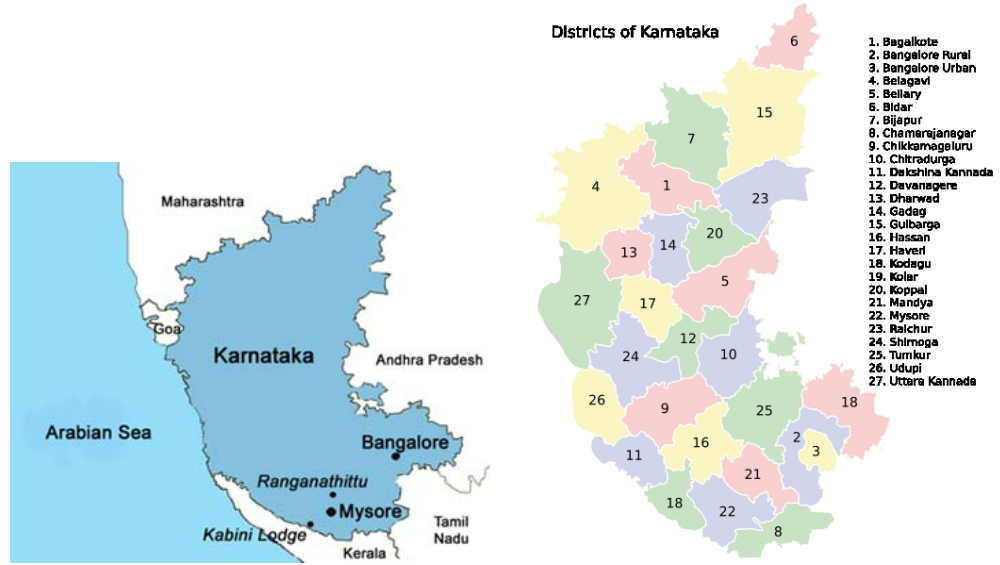 Maharashtra
Goa
Karnataka
Andhra Pradesh
Arabian Sea
Bangalore
Ranganathittu
Mysore
Kabini Lodge
Tamil
Nadu
Kerala
Districts of Karnataka
6
15
7
4
1
23
20
14
13
5
27
17
12
24
10
26
9
25
18
16
2
3
11
21
18
22
8
1. Bagalkote
2. Bangalore Rural
3. Bangalore Urban
4. Belagavi
5. Bellary
6. Bidar
7. Bijapur
8. Chamarajanagar
9. Chikkamagaluru
10. Chitradurga
11. Dakshina Kannada
12. Davanagere
13. Dharwad
14. Gadag
15. Gulbarga
16. Hassan
17. Haveri
18. Kodagu
19. Kolar
20. Koppal
21. Mandya
22. Mysore
23. Raichur
24. Shimoga
25. Tumkur
26. Udupi
27. Uttara Kannada